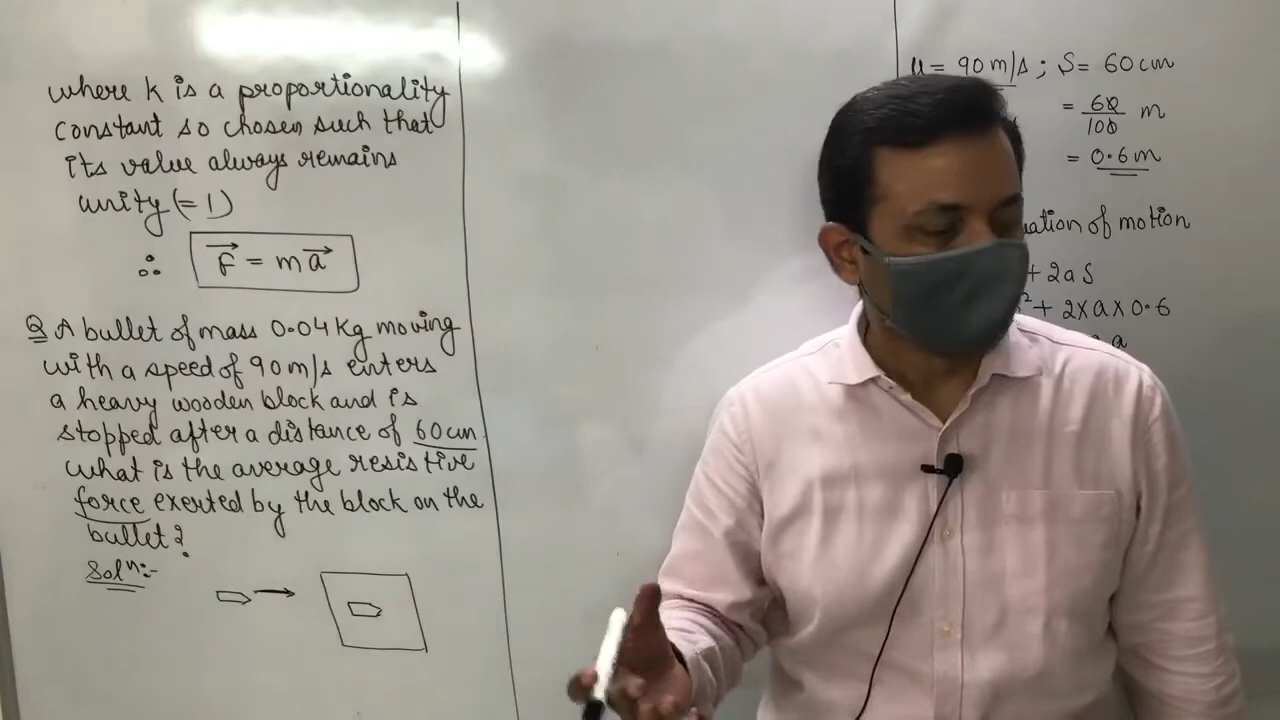 where k is a proportionality
constant so chosen such that
its value always remains
unity (= 1)
∴ F⃗ = ma⃗
Q A bullet of mass 0.04 Kg moving
with a speed of 90 m/s enters
a heavy wooden block and is
stopped after a distance of 60 cm.
What is the average resistive
force exerted by the block on the
bullet?
Solⁿ:-
u = 90 m/s ; S = 60 cm
= 60/100 m
= 0.6 m
of motion
+ 2aS
+ 2 x a x 0.6
a